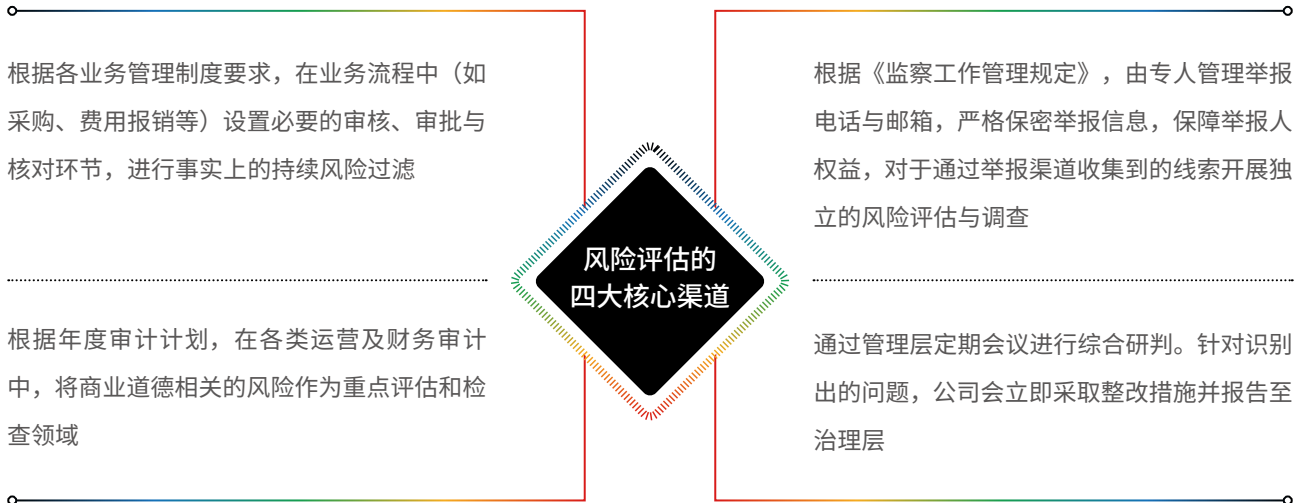 根据各业务管理制度要求，在业务流程中（如
采购、费用报销等）设置必要的审核、审批与
核对环节，进行事实上的持续风险过滤
根据《监察工作管理规定》，由专人管理举报
电话与邮箱，严格保密举报信息，保障举报人
权益，对于通过举报渠道收集到的线索开展独
立的风险评估与调查
风险评估的
四大核心渠道
根据年度审计计划，在各类运营及财务审计
中，将商业道德相关的风险作为重点评估和检
查领域
通过管理层定期会议进行综合研判。针对识别
出的问题，公司会立即采取整改措施并报告至
治理层